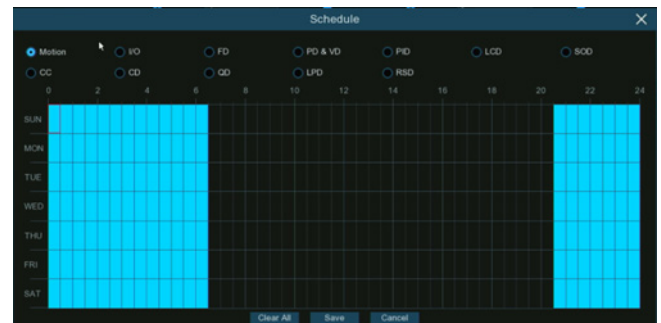 Schedule
Motion I/O FD PD & VD PID LCD SOD
CC CD QD LPD RSD
0 2 4 6 8 10 12 14 16 18 20 22 24
SUN
MON
TUE
WED
THU
FRI
SAT
Clear All Save Cancel